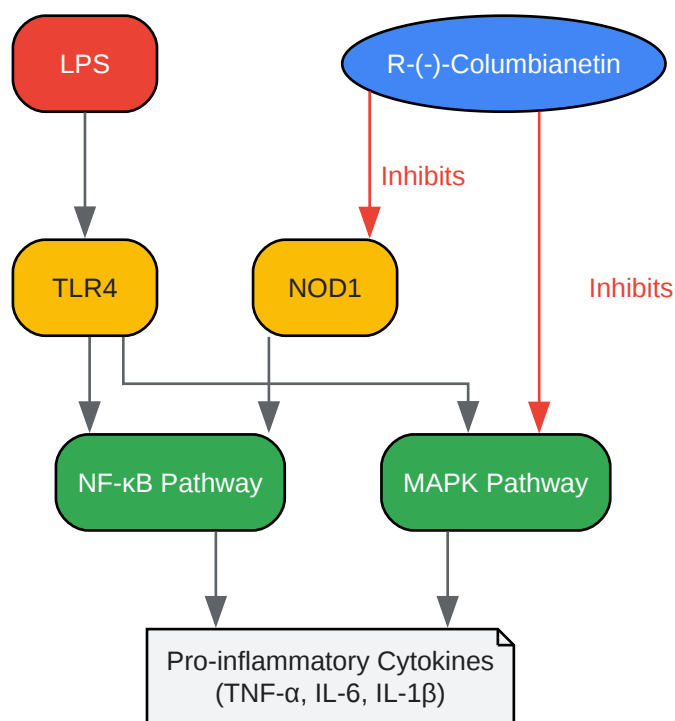 LPS
R-(-)-Columbianetin
Inhibits
TLR4
NOD1
Inhibits
NF-κB Pathway
MAPK Pathway
Pro-inflammatory Cytokines
(TNF-α, IL-6, IL-1β)